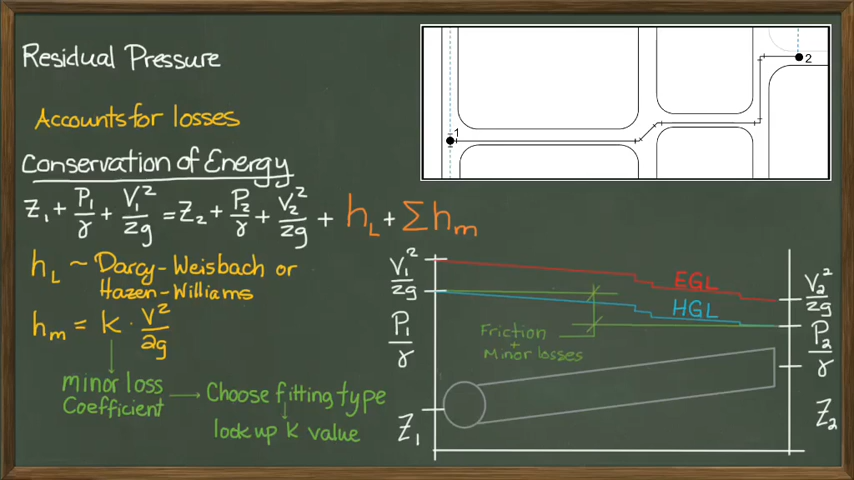 Residual Pressure
Accounts for losses
Conservation of Energy
Z₁ + P₁/γ + V₁²/2g = Z₂ + P₂/γ + V₂²/2g + h_L + Σh_m
h_L ~ Darcy-Weisbach or
Hazen-Williams
h_m = K · V²/2g
minor loss
Coefficient
Choose fitting type
look up K value
1
2
V₁²/2g
P₁/γ
Z₁
EGL
HGL
Friction
+
Minor losses
V₂²/2g
P₂/γ
Z₂